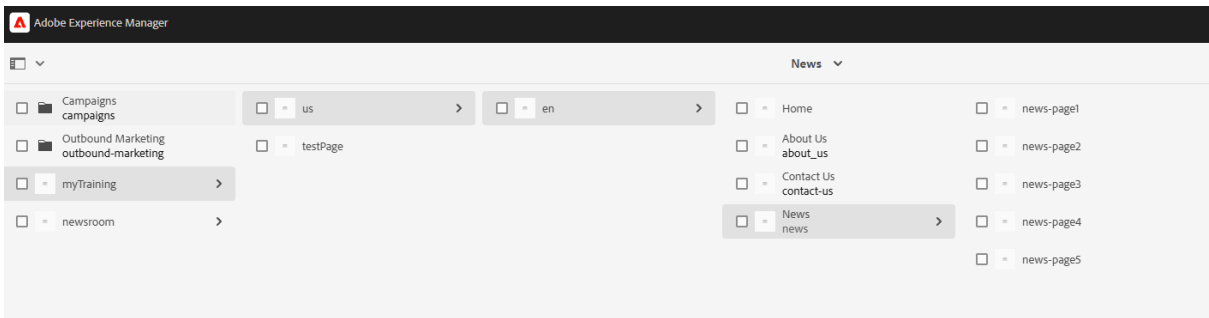 Adobe Experience Manager
News
Campaigns
campaigns
Outbound Marketing
outbound-marketing
myTraining
newsroom
us
testPage
en
Home
About Us
about_us
Contact Us
contact-us
News
news
news-page1
news-page2
news-page3
news-page4
news-page5